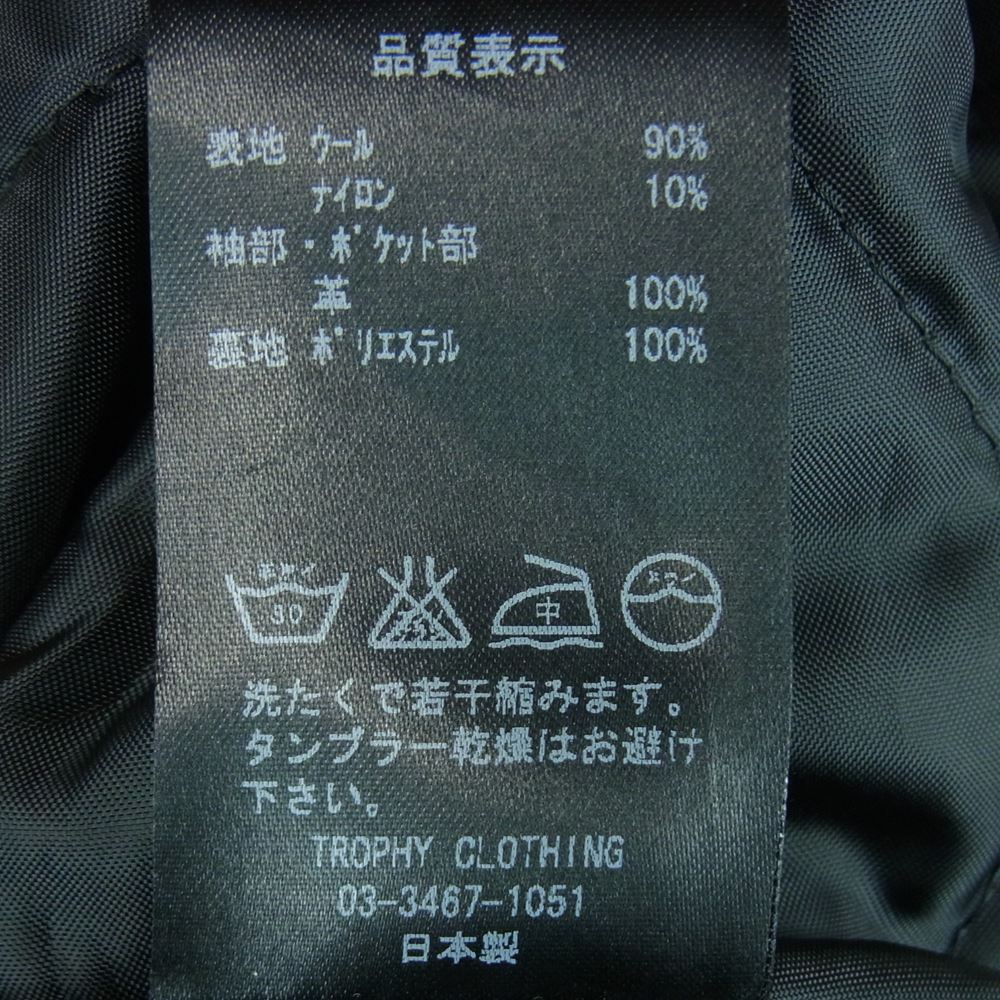 品質表示
表地 ウール 90%
ナイロン 10%
袖部・ポケット部
革 100%
裏地 ポリエステル 100%
30 中
洗たくで若干縮みます。
タンブラー乾燥はお避け
下さい。
TROPHY CLOTHING
03-3467-1051
日本製